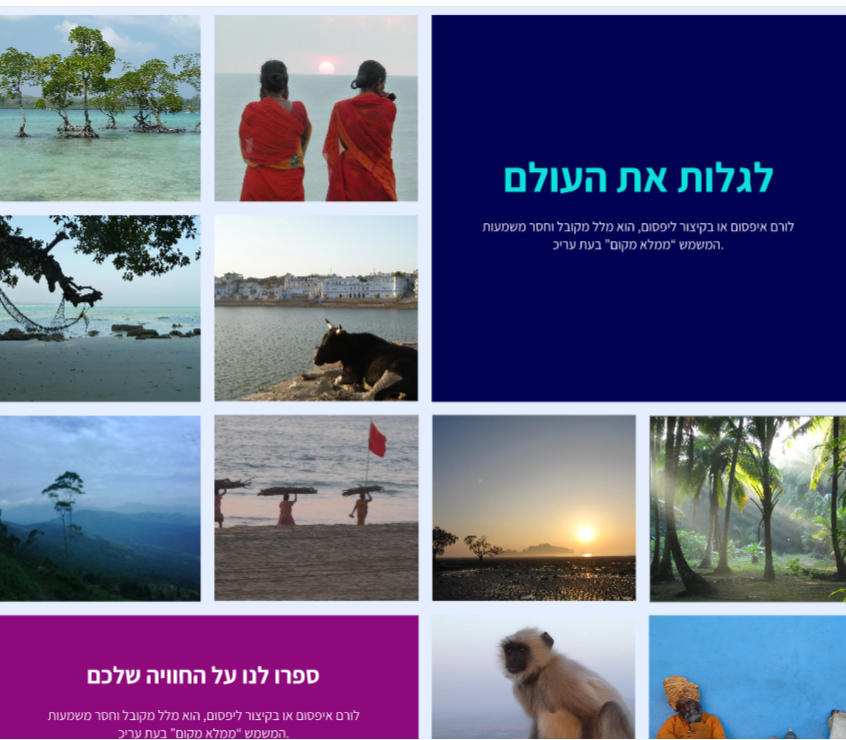 לגלות את העולם
לורם איפסום או בקיצור ליפסום, הוא מלל מקובל וחסר משמעות
המשמש “ממלא מקום” בעת עריכ.
ספרו לנו על החוויה שלכם
לורם איפסום או בקיצור ליפסום, הוא מלל מקובל וחסר משמעות
המשמש “ממלא מקום” בעת עריכ.